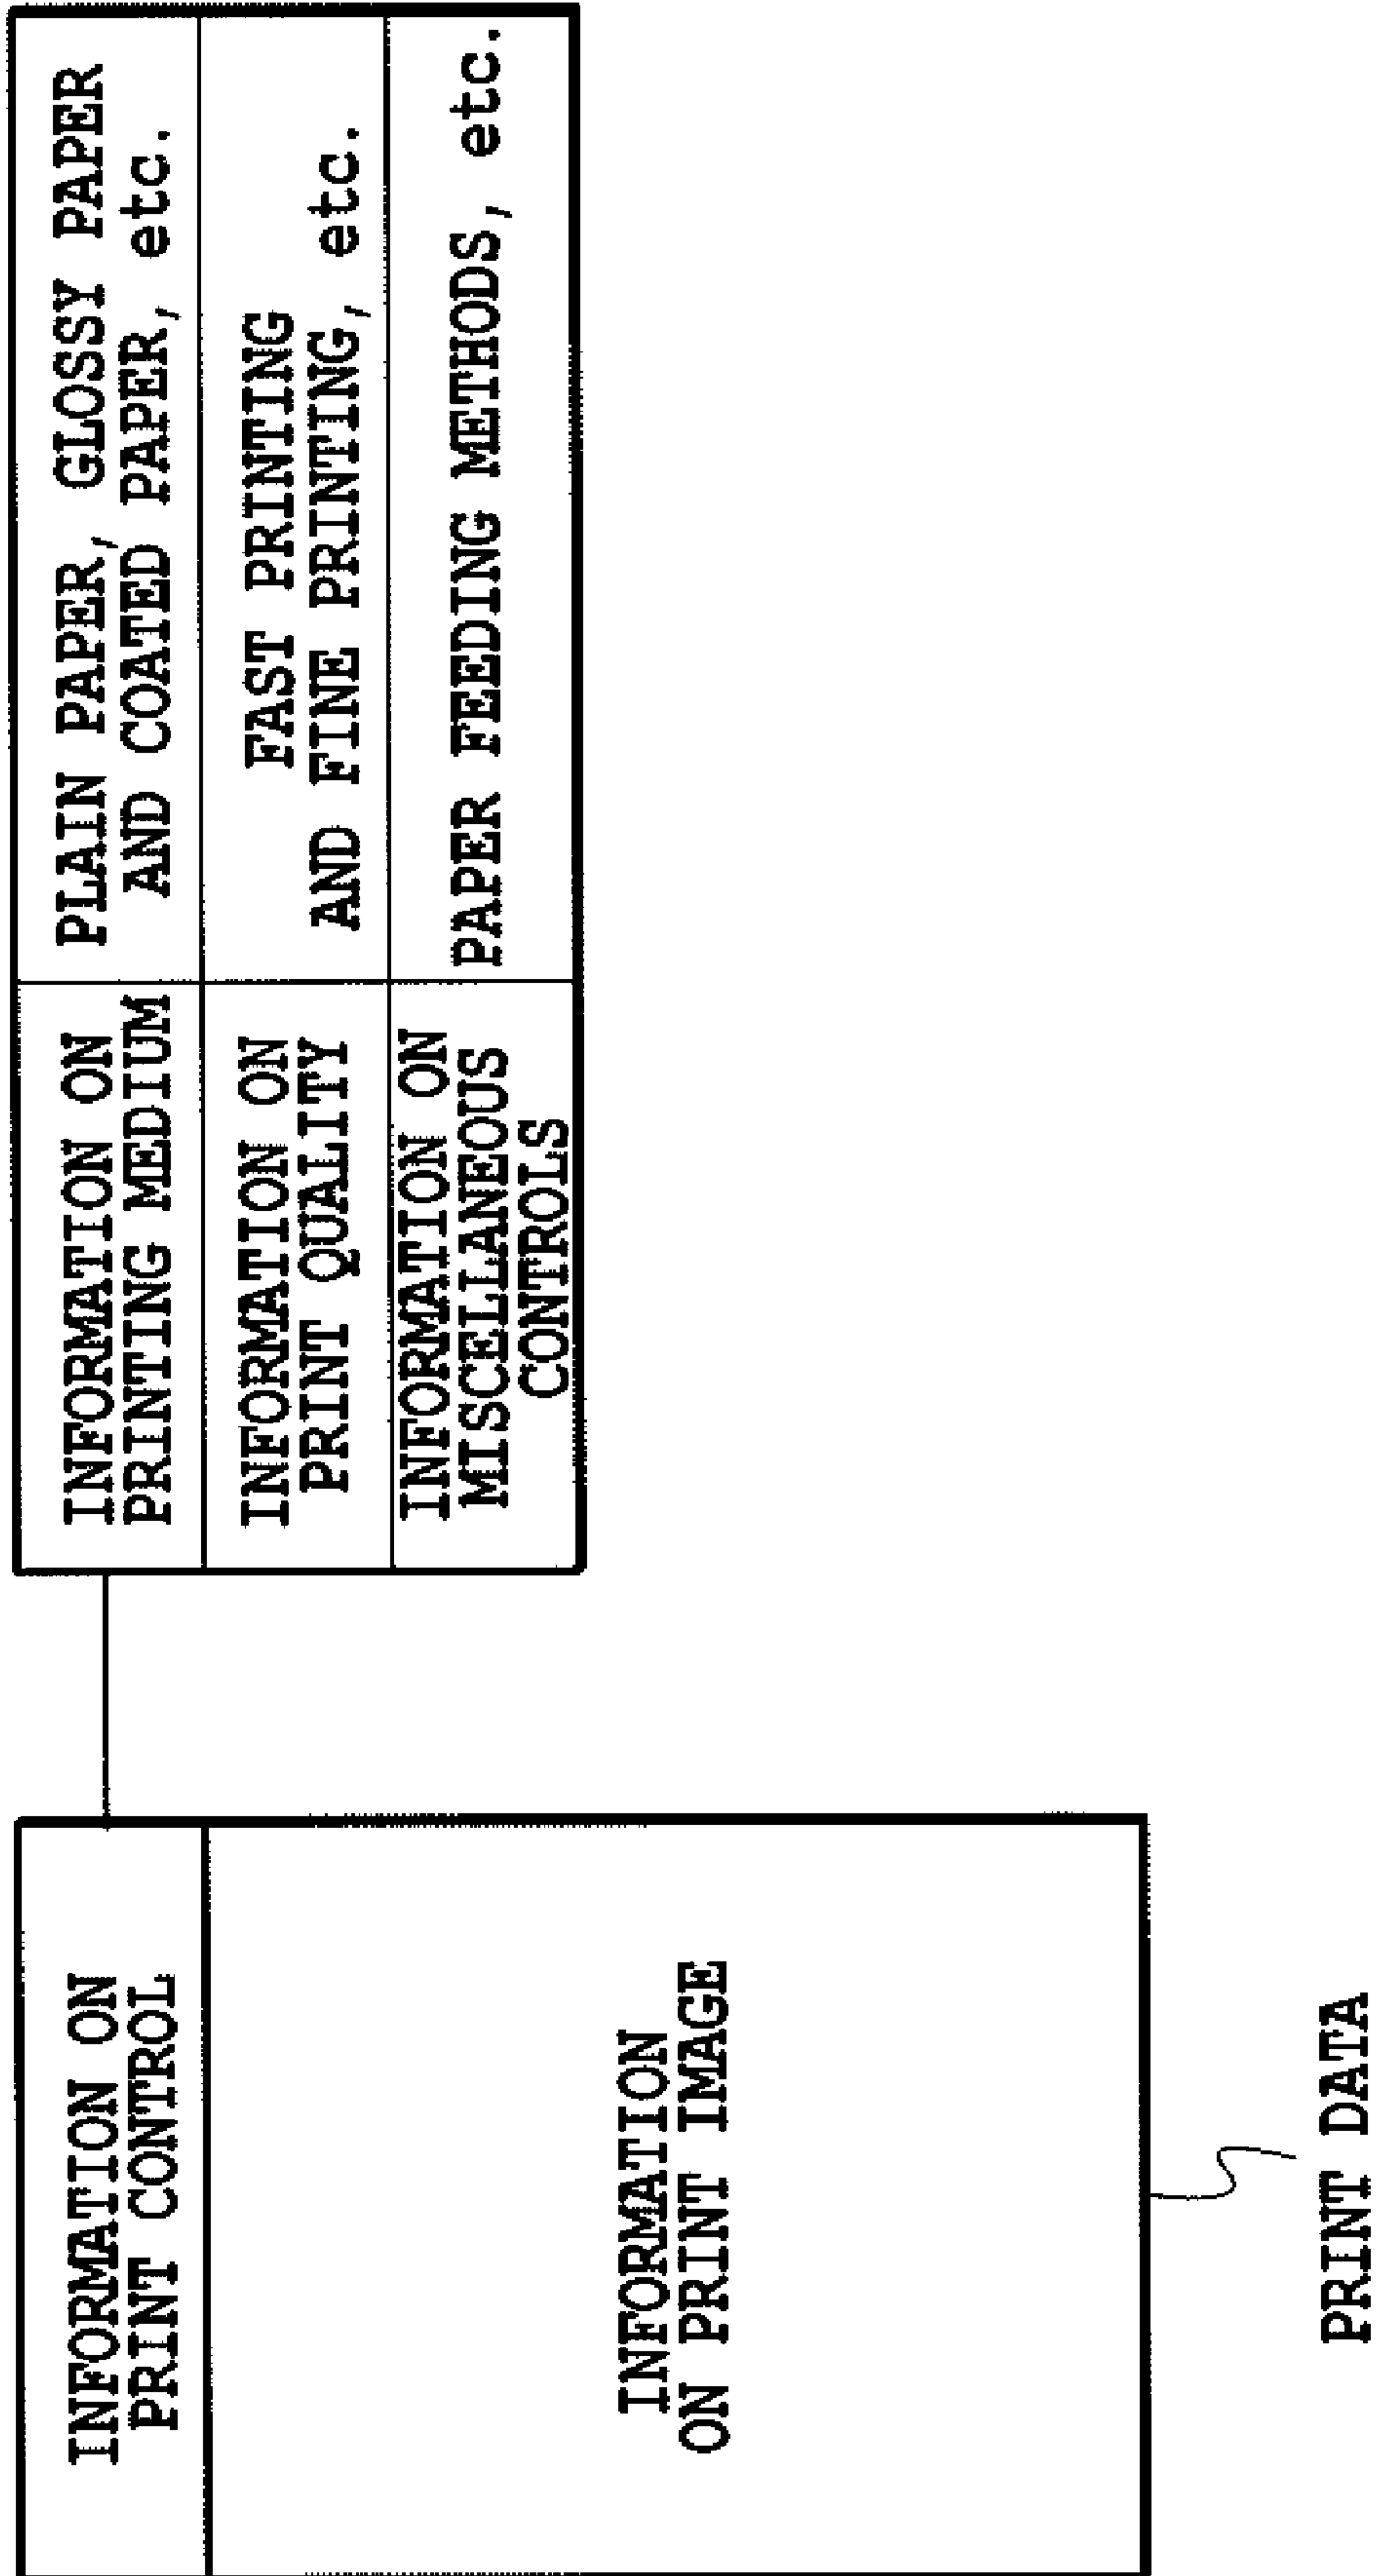 INFORMATION ON
PRINT CONTROL
INFORMATION
ON PRINT IMAGE
PRINT DATA
INFORMATION ON
PRINTING MEDIUM
PLAIN PAPER, GLOSSY PAPER
AND COATED PAPER, etc.
INFORMATION ON
PRINT QUALITY
FAST PRINTING
AND FINE PRINTING, etc.
INFORMATION ON
MISCELLANEOUS
CONTROLS
PAPER FEEDING METHODS, etc.